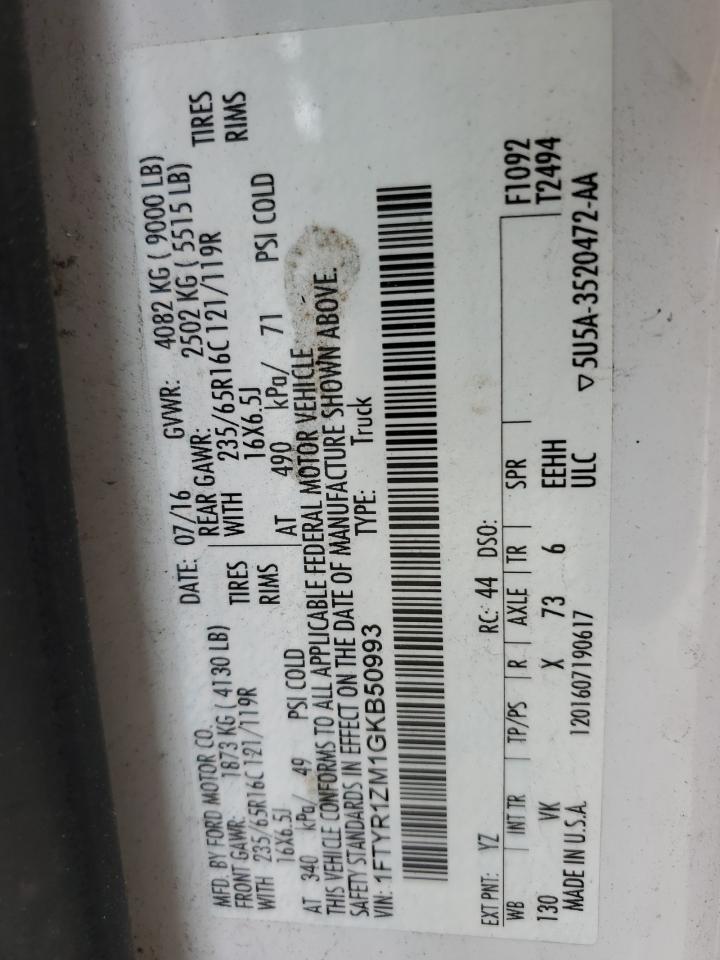 MFD. BY FORD MOTOR CO. DATE: 07/16 GVWR: 4082 KG ( 9000 LB)
FRONT GAWR: 1873 KG ( 4130 LB) REAR GAWR: 2502 KG ( 5515 LB)
WITH 235/65R16C 121/119R TIRES WITH 235/65R16C 121/119R TIRES
16X6.5J RIMS 16X6.5J RIMS
AT 340 kPa/ 49 PSI COLD AT 490 kPa/ 71 PSI COLD
THIS VEHICLE CONFORMS TO ALL APPLICABLE FEDERAL MOTOR VEHICLE
SAFETY STANDARDS IN EFFECT ON THE DATE OF MANUFACTURE SHOWN ABOVE.
VIN: 1FTYR1ZM1GKB50993 TYPE: Truck
EXT PNT: YZ RC: 44 DSO:
WB INT TR TP/PS R AXLE TR SPR F1092
130 VK X 73 6 EEHH T2494
MADE IN U.S.A. 1201607190617 ULC ▽5U5A-3520472-AA